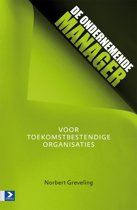 DE ONDERNEMENDE
MANAGER
VOOR
TOEKOMSTBESTENDIGE
ORGANISATIES
Norbert Greveling